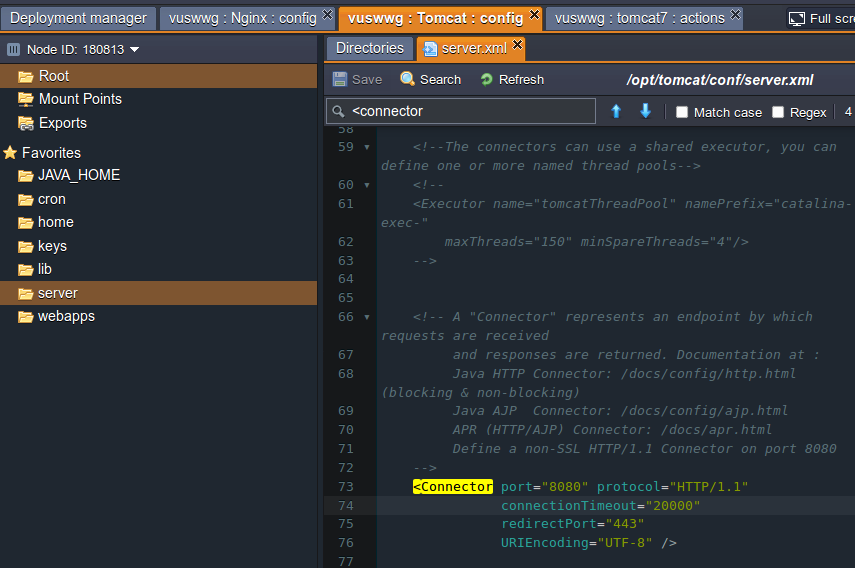 Deployment manager
vuswwg : Nginx : config
vuswwg : Tomcat : config
vuswwg : tomcat7 : actions
Full scre
Node ID: 180813
Root
Mount Points
Exports
Favorites
JAVA_HOME
cron
home
keys
lib
server
webapps
Directories
server.xml
Save
Search
Refresh
/opt/tomcat/conf/server.xml
<connector
Match case
Regex
4
58
59 <!--The connectors can use a shared executor, you can
define one or more named thread pools-->
60 <!--
61 <Executor name="tomcatThreadPool" namePrefix="catalina-
exec-"
62 maxThreads="150" minSpareThreads="4"/>
63 -->
64
65
66 <!-- A "Connector" represents an endpoint by which
requests are received
67 and responses are returned. Documentation at :
68 Java HTTP Connector: /docs/config/http.html
(blocking & non-blocking)
69 Java AJP  Connector: /docs/config/ajp.html
70 APR (HTTP/AJP) Connector: /docs/apr.html
71 Define a non-SSL HTTP/1.1 Connector on port 8080
72 -->
73 <Connector port="8080" protocol="HTTP/1.1"
74 connectionTimeout="20000"
75 redirectPort="443"
76 URIEncoding="UTF-8" />
77